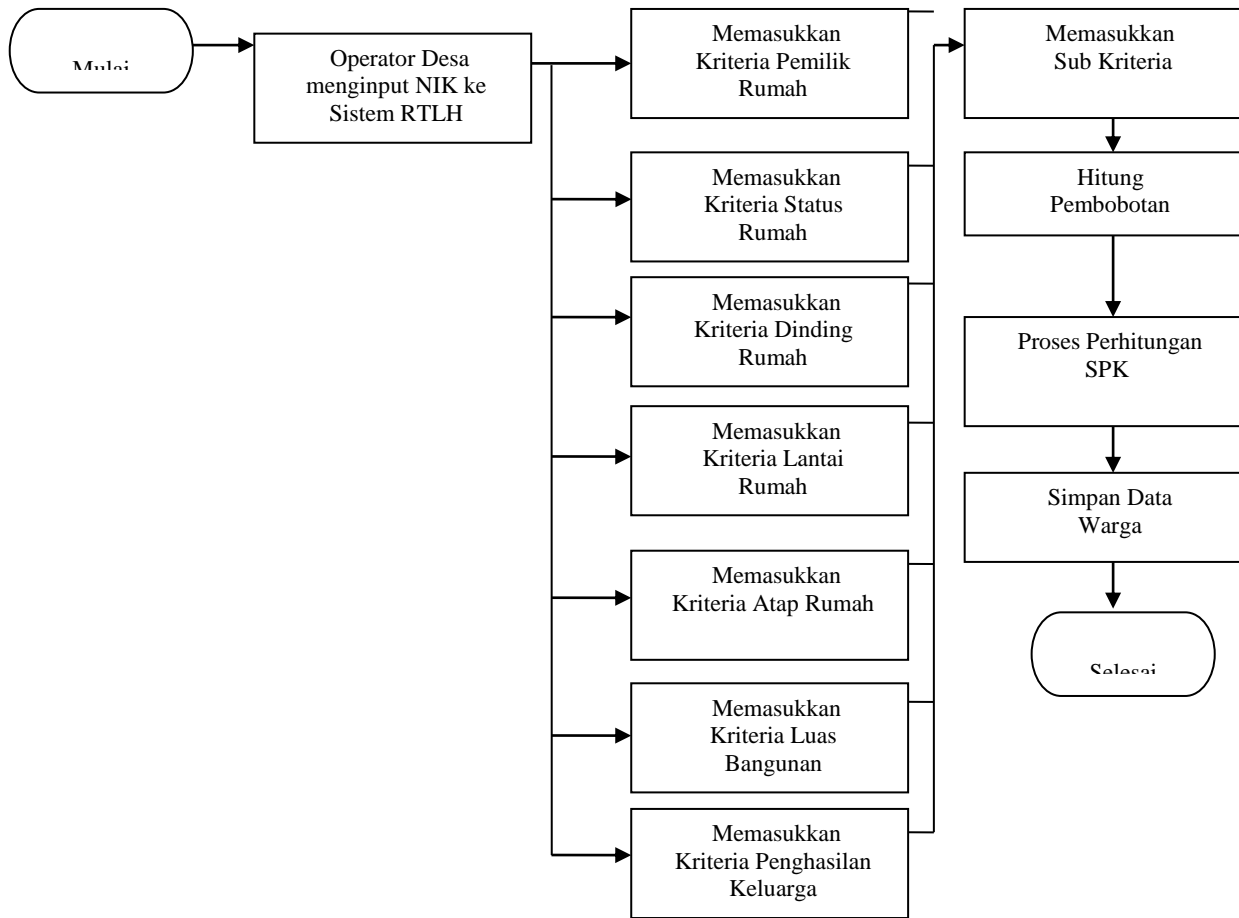 Mulai
Operator Desa
menginput NIK ke
Sistem RTLH
Memasukkan
Kriteria Pemilik
Rumah
Memasukkan
Kriteria Status
Rumah
Memasukkan
Kriteria Dinding
Rumah
Memasukkan
Kriteria Lantai
Rumah
Memasukkan
Kriteria Atap Rumah
Memasukkan
Kriteria Luas
Bangunan
Memasukkan
Kriteria Penghasilan
Keluarga
Memasukkan
Sub Kriteria
Hitung
Pembobotan
Proses Perhitungan
SPK
Simpan Data
Warga
Selesai